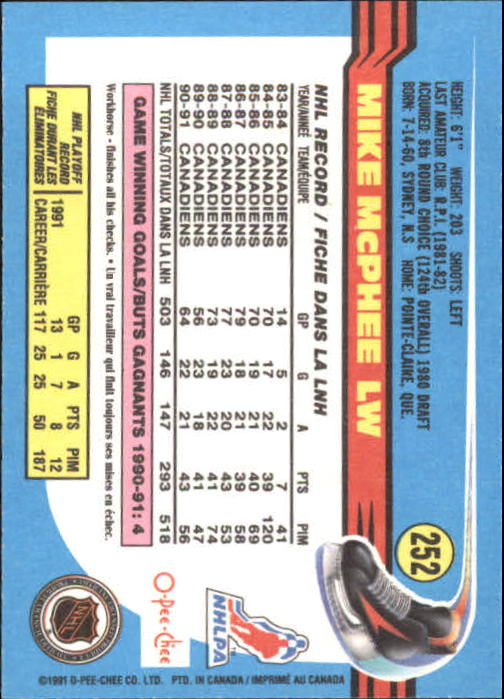 252
MIKE McPHEE LW
HEIGHT: 6'1" WEIGHT: 203 SHOOTS: LEFT
LAST AMATEUR CLUB: R.P.I. (1981-82)
ACQUIRED: 8th ROUND CHOICE (124th OVERALL) 1980 DRAFT
BORN: 7-14-60, SYDNEY, N.S HOME: POINTE-CLAIRE, QUE.
NHL RECORD / FICHE DANS LA LNH
YEAR/ANNÉE TEAM/ÉQUIPE GP G A PTS PIM
83-84 CANADIENS 14 5 2 7 41
84-85 CANADIENS 70 17 22 39 120
85-86 CANADIENS 70 19 21 40 69
86-87 CANADIENS 79 18 21 39 58
87-88 CANADIENS 77 23 20 43 53
88-89 CANADIENS 73 19 22 41 74
89-90 CANADIENS 56 23 18 41 47
90-91 CANADIENS 64 22 21 43 56
NHL TOTALS/TOTAUX DANS LA LNH 503 146 147 293 518
GAME WINNING GOALS/BUTS GAGNANTS 1990-91: 4
Workhorse - finishes all his checks. • Un vrai travailleur qui finit toujours ses mises en échec.
NHL PLAYOFF RECORD
FICHE DURANT LES ÉLIMINATOIRES
GP G A PTS PIM
1991 13 1 7 8 12
CAREER/CARRIÈRE 117 25 25 50 187
NHLPA
O-Pee-Chee
NHL
©1991 O-PEE-CHEE CO. LTD. PTD. IN CANADA / IMPRIMÉ AU CANADA